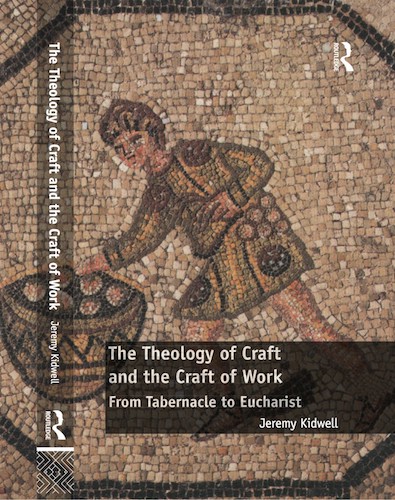 The Theology of Craft and the Craft of Work
Jeremy Kidwell
R
ROUTLEDGE
R
ROUTLEDGE
The Theology of Craft
and the Craft of Work
From Tabernacle to Eucharist
Jeremy Kidwell